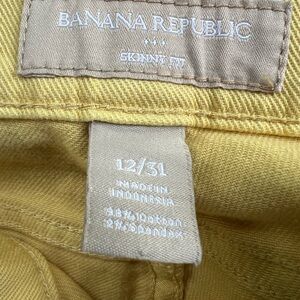 BANANA REPUBLIC
SKINNY FIT
12/31
MADE IN
INDONESIA
98% Cotton
2% Spandex